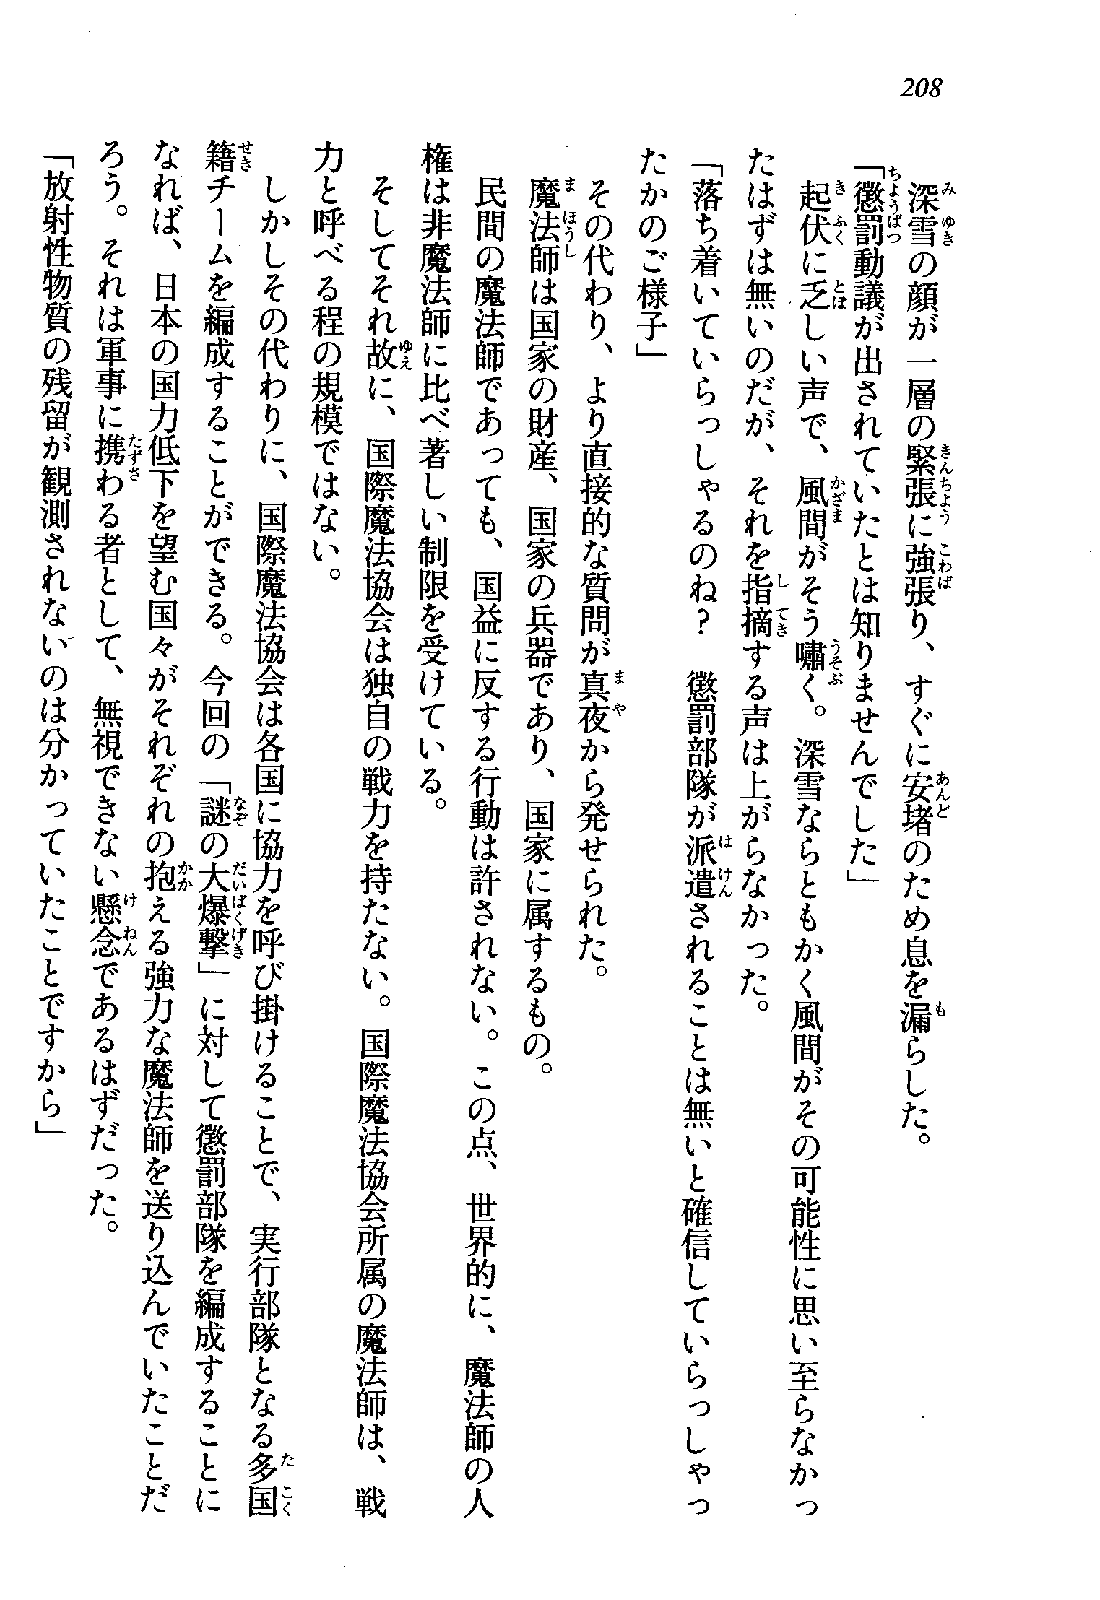 208
深雪の顔が一層の緊張に強張り、すぐに安堵のため息を漏らした。
「懲罰動議が出されていたとは知りませんでした」
起伏に乏しい声で、風間がそう嘯く。深雪ならともかく風間がその可能性に思い至らなかっ
たはずは無いのだが、それを指摘する声は上がらなかった。
「落ち着いていらっしゃるのね？　懲罰部隊が派遣されることは無いと確信していらっしゃっ
たかのご様子」
その代わり、より直接的な質問が真夜から発せられた。
魔法師は国家の財産、国家の兵器であり、国家に属するもの。
民間の魔法師であっても、国益に反する行動は許されない。この点、世界的に、魔法師の人
権は非魔法師に比べ著しい制限を受けている。
そしてそれ故に、国際魔法協会は独自の戦力を持たない。国際魔法協会所属の魔法師は、戦
力と呼べる程の規模ではない。
しかしその代わりに、国際魔法協会は各国に協力を呼び掛けることで、実行部隊となる多国
籍チームを編成することができる。今回の「謎の大爆撃」に対して懲罰部隊を編成することに
なれば、日本の国力低下を望む国々がそれぞれの抱える強力な魔法師を送り込んでいたことだ
ろう。それは軍事に携わる者として、無視できない懸念であるはずだった。
「放射性物質の残留が観測されないのは分かっていたことですから」